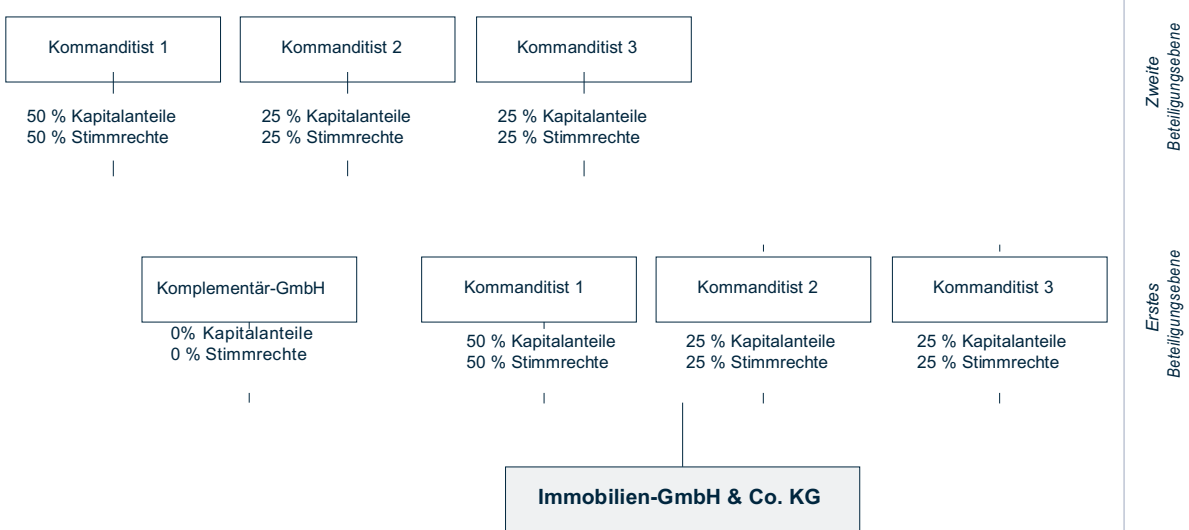 Kommanditist 1
Kommanditist 2
Kommanditist 3
50 % Kapitalanteile
50 % Stimmrechte
25 % Kapitalanteile
25 % Stimmrechte
25 % Kapitalanteile
25 % Stimmrechte
Zweite
Beteiligungsebene
Komplementär-GmbH
Kommanditist 1
Kommanditist 2
Kommanditist 3
0% Kapitalanteile
0 % Stimmrechte
50 % Kapitalanteile
50 % Stimmrechte
25 % Kapitalanteile
25 % Stimmrechte
25 % Kapitalanteile
25 % Stimmrechte
Erstes
Beteiligungsebene
Immobilien-GmbH & Co. KG